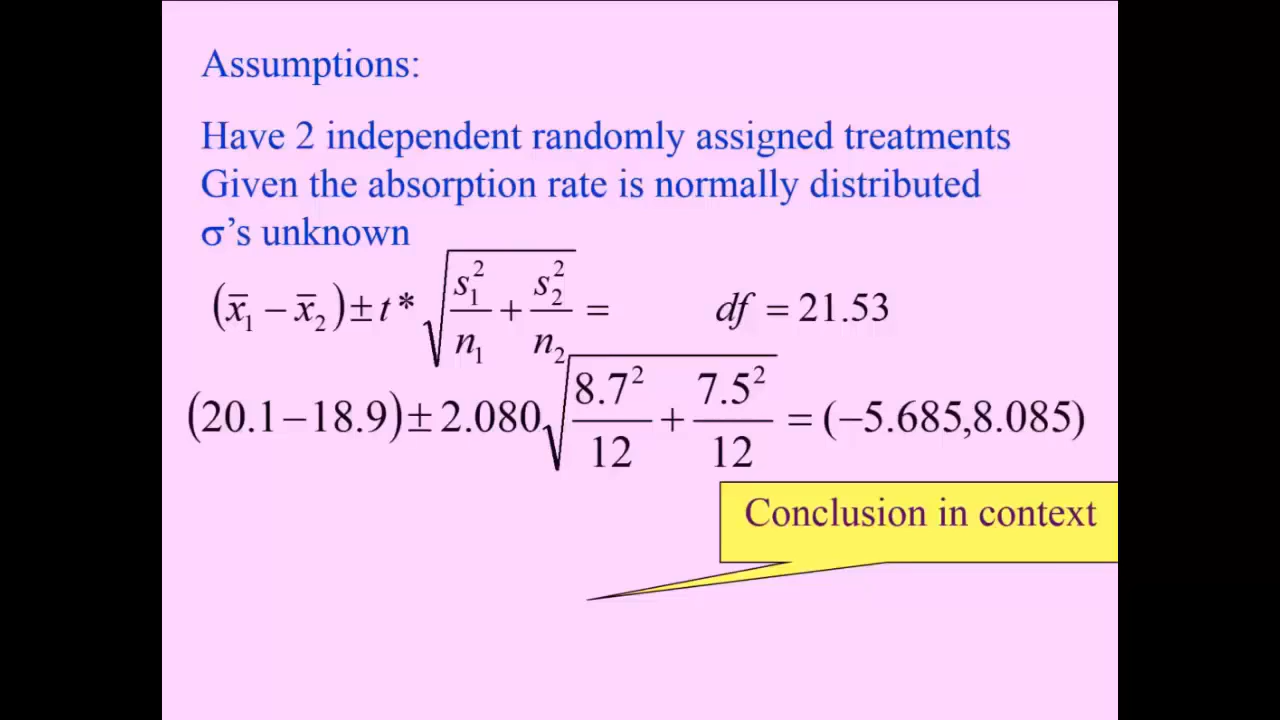 Assumptions:
Have 2 independent randomly assigned treatments
Given the absorption rate is normally distributed
σ’s unknown
(x̄₁ − x̄₂) ± t * √(s₁²/n₁ + s₂²/n₂) = df = 21.53
(20.1 − 18.9) ± 2.080 √(8.7²/12 + 7.5²/12) = (−5.685,8.085)
Conclusion in context